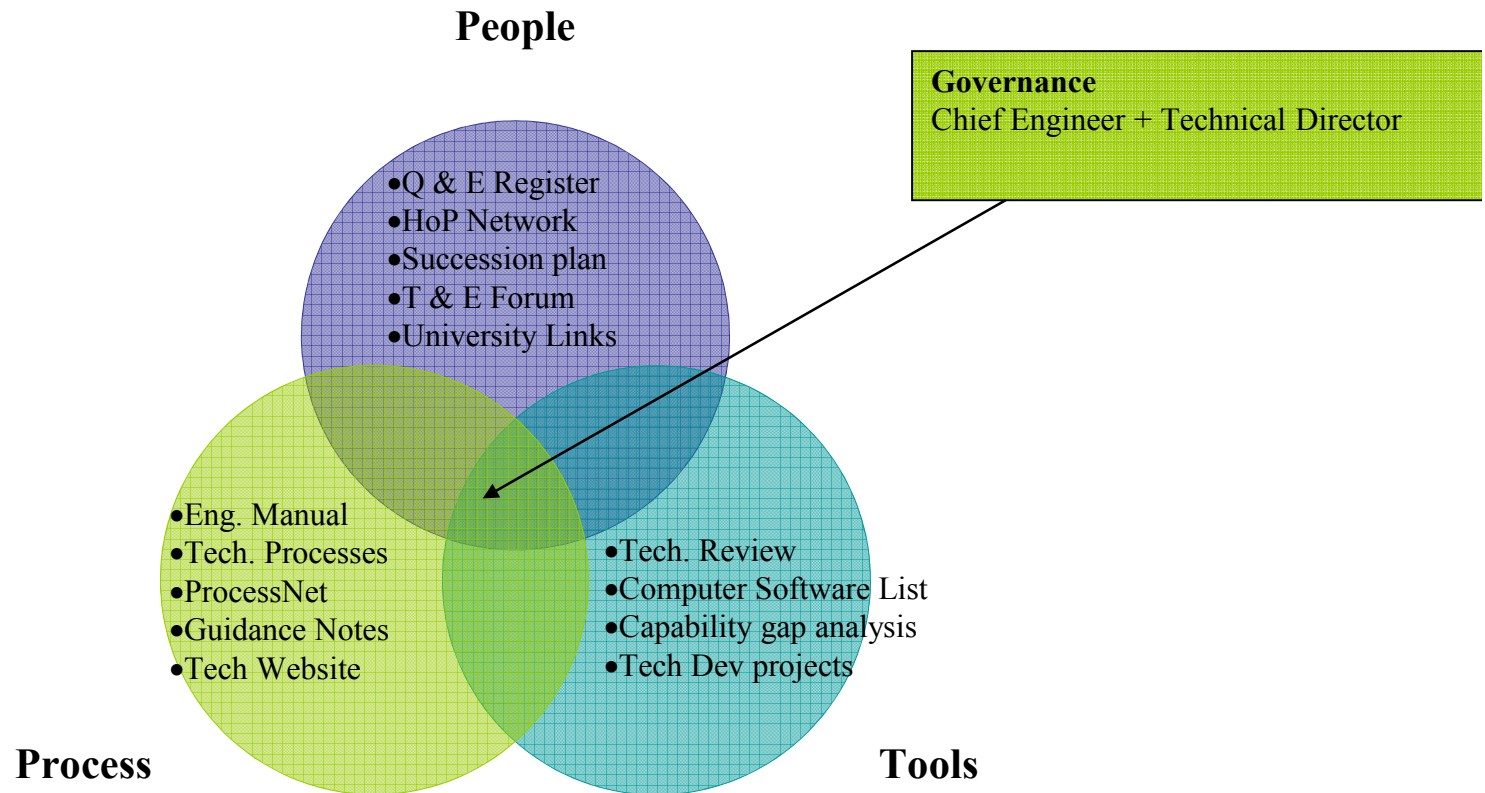 People
Governance
Chief Engineer + Technical Director
•Q & E Register
•HoP Network
•Succession plan
•T & E Forum
•University Links
•Eng. Manual
•Tech. Processes
•ProcessNet
•Guidance Notes
•Tech Website
•Tech. Review
•Computer Software List
•Capability gap analysis
•Tech Dev projects
Process
Tools